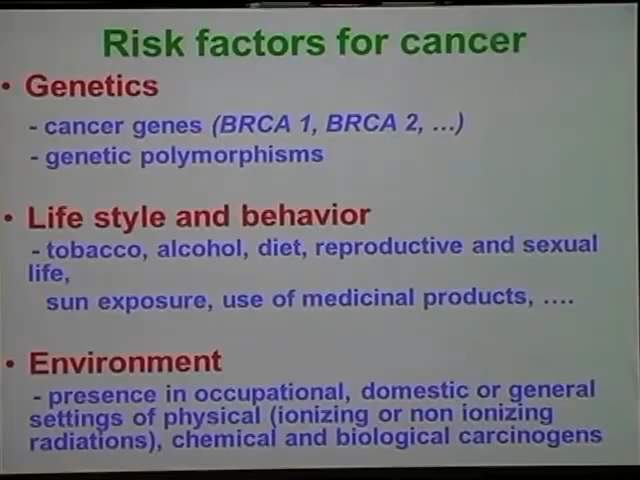 Risk factors for cancer
• Genetics
- cancer genes (BRCA 1, BRCA 2, ...)
- genetic polymorphisms
• Life style and behavior
- tobacco, alcohol, diet, reproductive and sexual
life,
sun exposure, use of medicinal products, ....
• Environment
- presence in occupational, domestic or general
settings of physical (ionizing or non ionizing
radiations), chemical and biological carcinogens